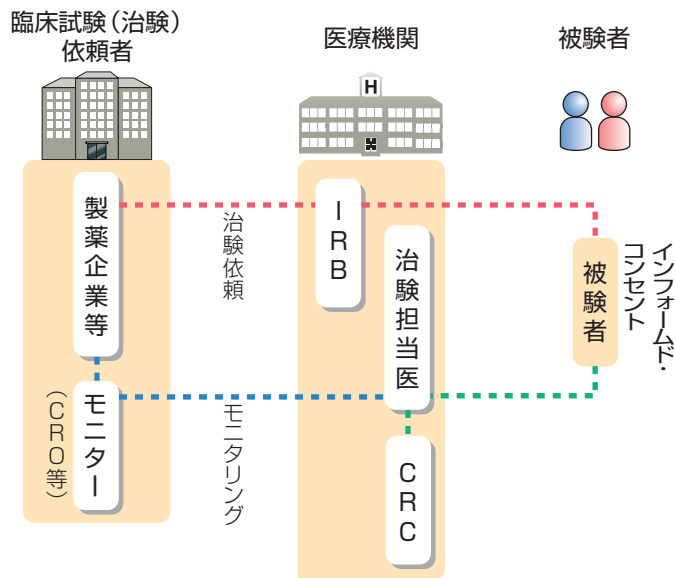 臨床試験(治験)
依頼者
医療機関
被験者
H
製薬企業等
治験依頼
IRB
治験担当医
被験者
インフォームド・
コンセント
モニター
(CRO等)
モニタリング
CRC